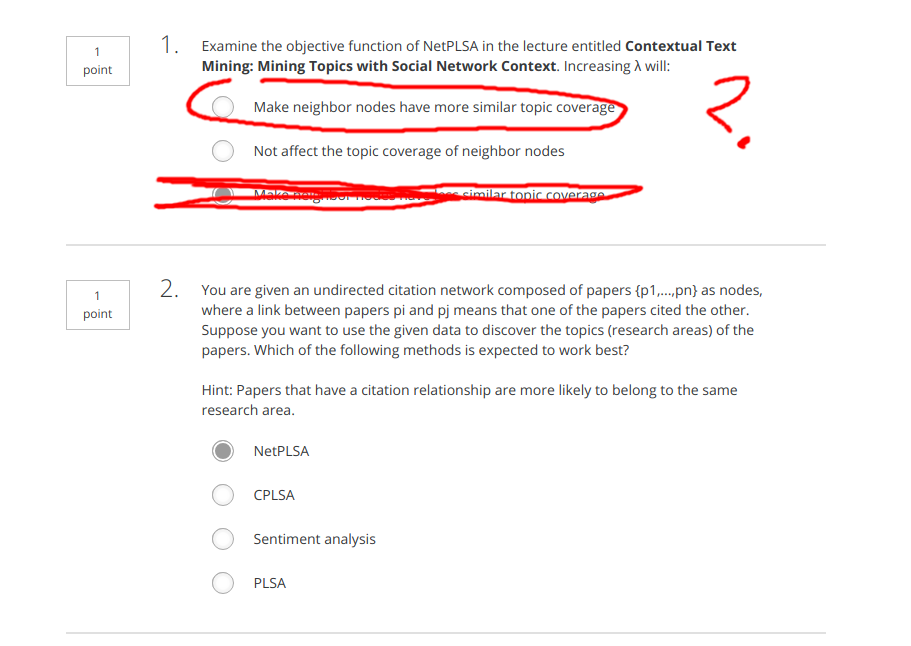 1
point
1.
Examine the objective function of NetPLSA in the lecture entitled Contextual Text
Mining: Mining Topics with Social Network Context. Increasing λ will:
Make neighbor nodes have more similar topic coverage
?
Not affect the topic coverage of neighbor nodes
Make neighbor nodes have less similar topic coverage
1
point
2.
You are given an undirected citation network composed of papers {p1,...,pn} as nodes,
where a link between papers pi and pj means that one of the papers cited the other.
Suppose you want to use the given data to discover the topics (research areas) of the
papers. Which of the following methods is expected to work best?
Hint: Papers that have a citation relationship are more likely to belong to the same
research area.
NetPLSA
CPLSA
Sentiment analysis
PLSA